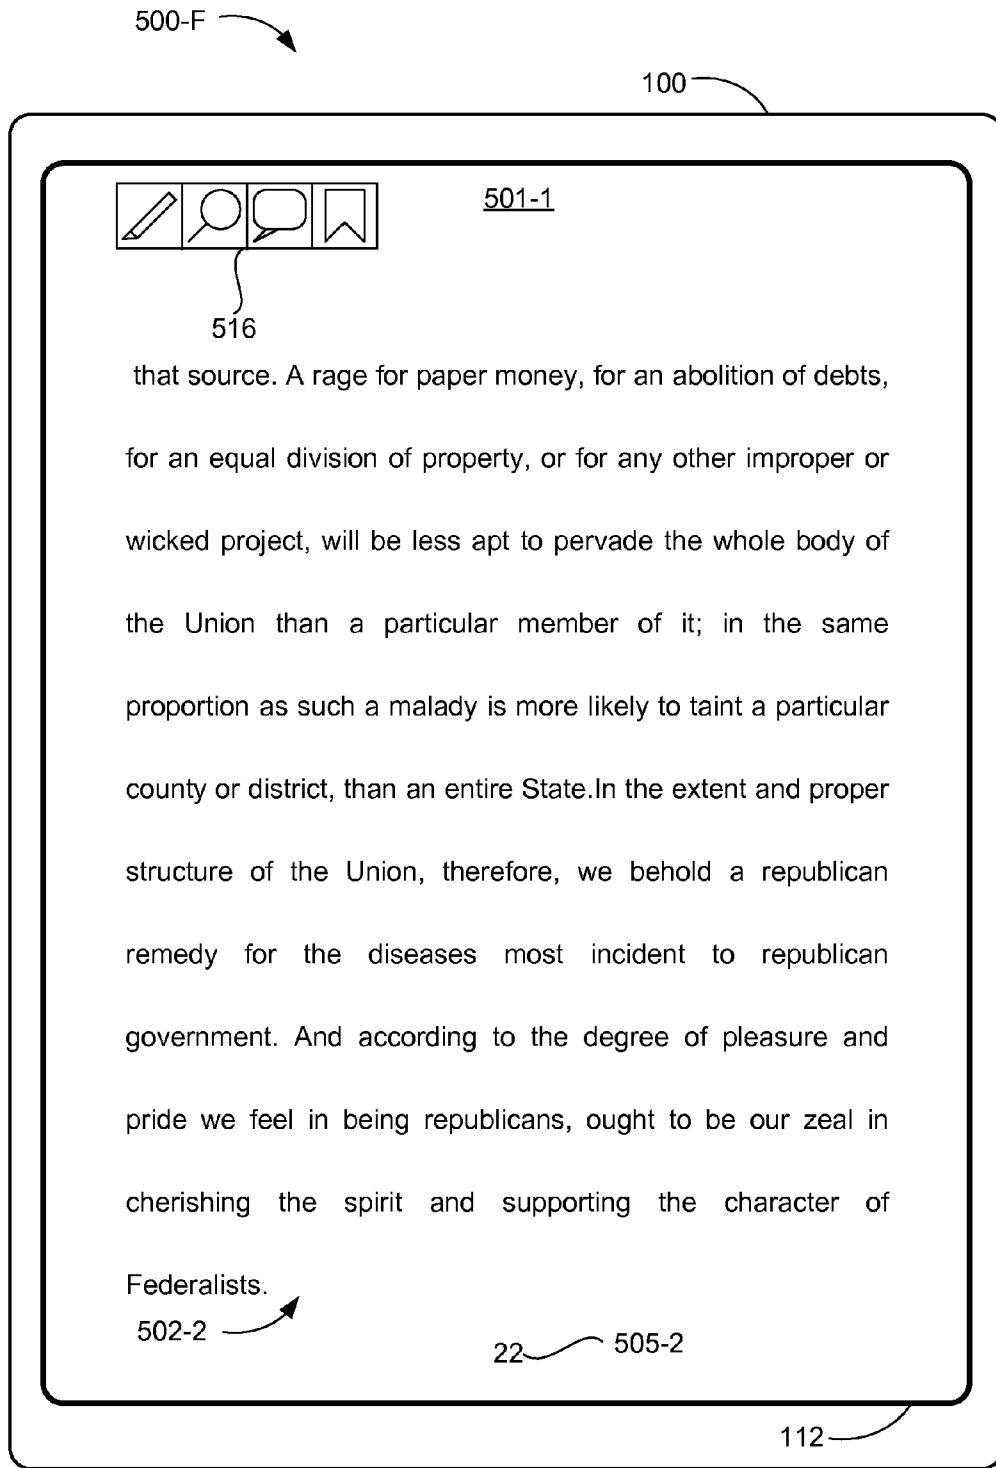 500-F
100
501-1
516
that source. A rage for paper money, for an abolition of debts,
for an equal division of property, or for any other improper or
wicked project, will be less apt to pervade the whole body of
the Union than a particular member of it; in the same
proportion as such a malady is more likely to taint a particular
county or district, than an entire State.In the extent and proper
structure of the Union, therefore, we behold a republican
remedy for the diseases most incident to republican
government. And according to the degree of pleasure and
pride we feel in being republicans, ought to be our zeal in
cherishing the spirit and supporting the character of
Federalists.
502-2
22 505-2
112